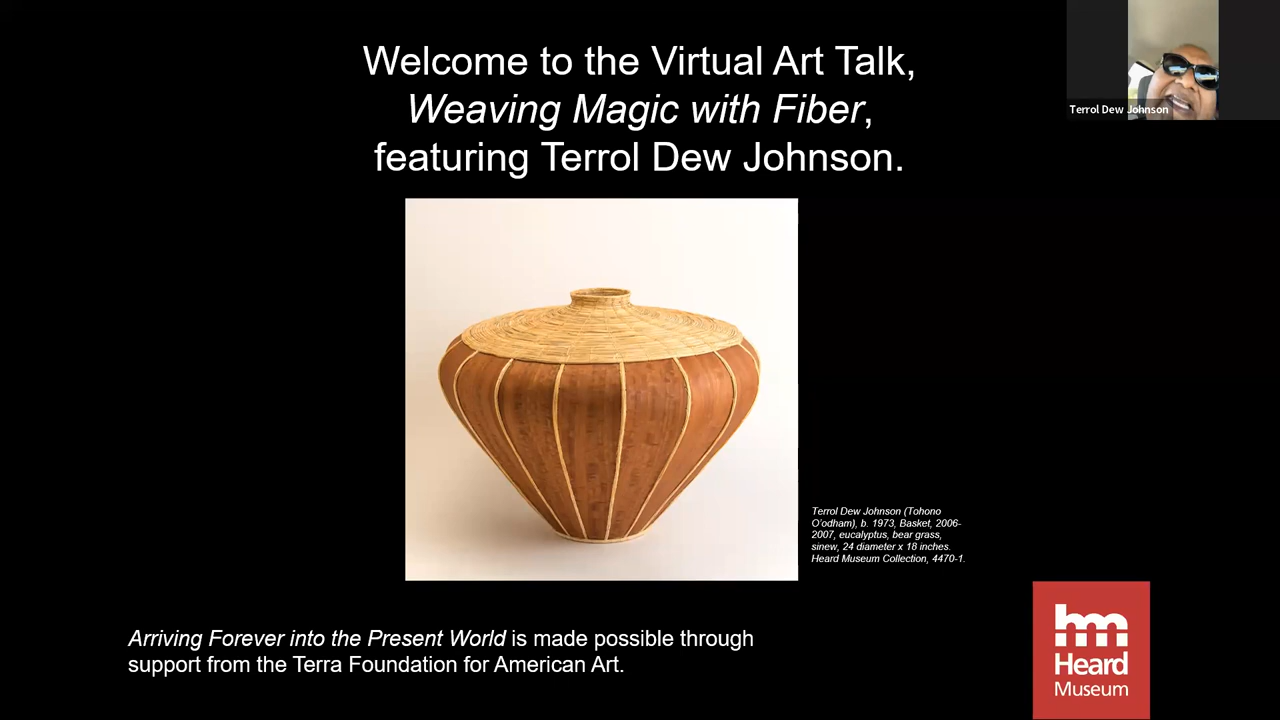 Welcome to the Virtual Art Talk,
Weaving Magic with Fiber,
featuring Terrol Dew Johnson.
Terrol Dew Johnson
Terrol Dew Johnson (Tohono
O'odham), b. 1973, Basket, 2006-
2007, eucalyptus, bear grass,
sinew, 24 diameter x 18 inches.
Heard Museum Collection, 4470-1.
Arriving Forever into the Present World is made possible through
support from the Terra Foundation for American Art.
hm
Heard
Museum